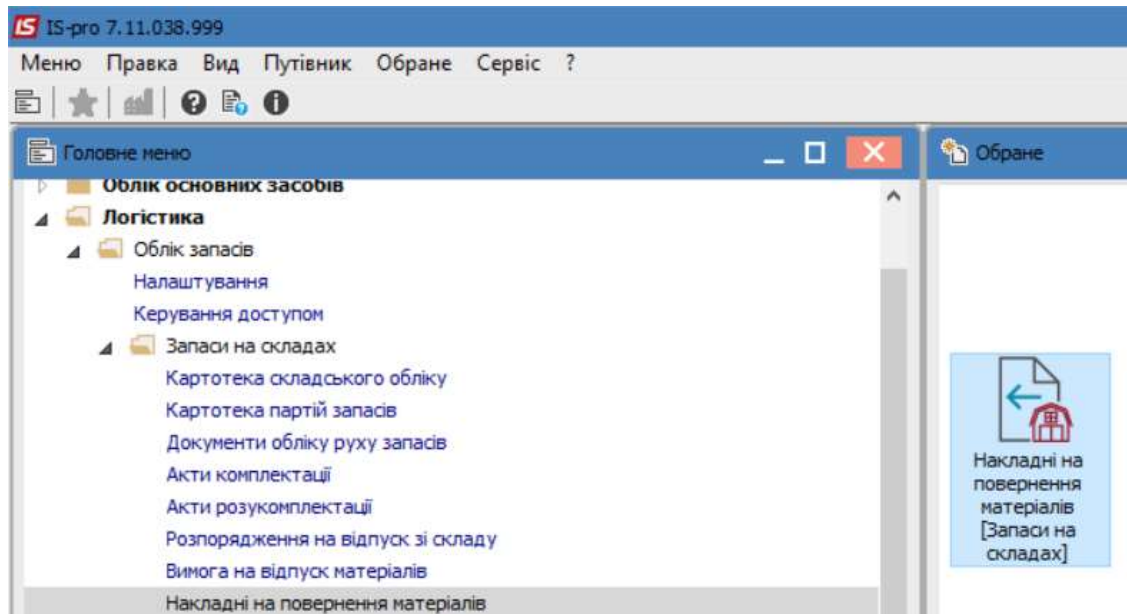 IS-pro 7.11.038.999
Меню Правка Вид Путівник Обране Сервіс ?
Головне меню
Обране
Облік основних засобів
Логістика
Облік запасів
Налаштування
Керування доступом
Запаси на складах
Картотека складського обліку
Картотека партій запасів
Документи обліку руху запасів
Акти комплектації
Акти розукомплектації
Розпорядження на відпуск зі складу
Вимога на відпуск матеріалів
Накладні на повернення матеріалів
Накладні на
повернення
матеріалів
[Запаси на
складах]